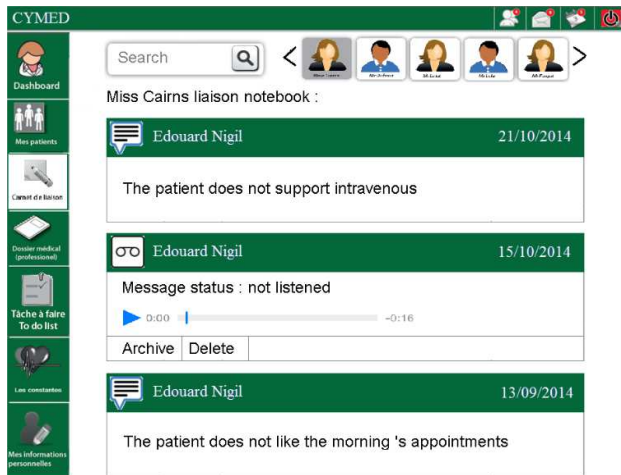 CYMED
Dashboard
Mes patients
Carnet de liaison
Dossier médical
(professionel)
Tâche à faire
To do list
Les constantes
Mes informations
personnelles
Search
Miss Cairns liaison notebook :
Edouard Nigil 21/10/2014
The patient does not support intravenous
Edouard Nigil 15/10/2014
Message status : not listened
0:00 -0:16
Archive Delete
Edouard Nigil 13/09/2014
The patient does not like the morning 's appointments